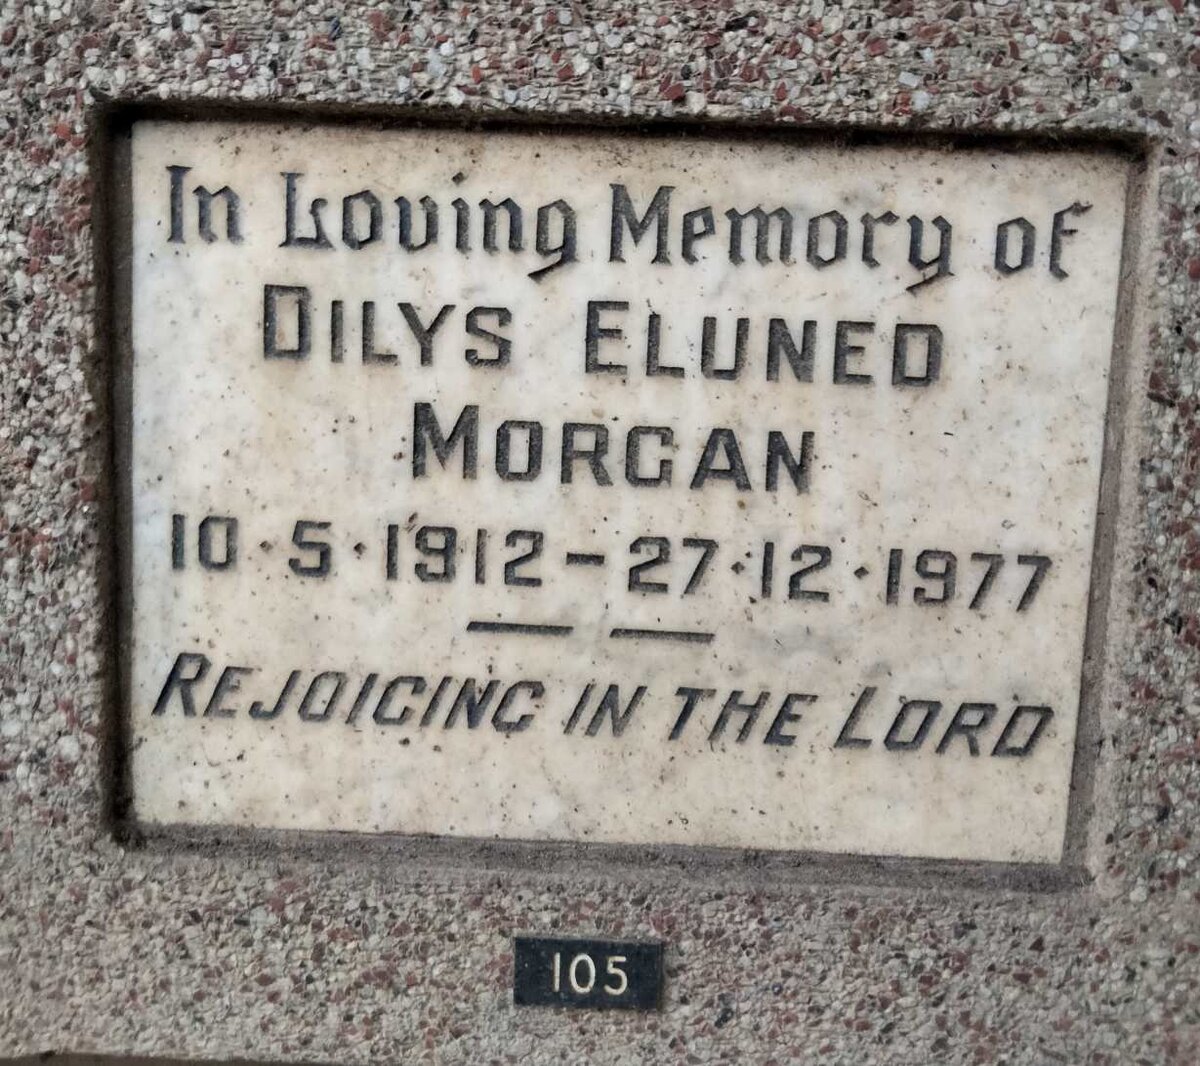 In Loving Memory of
DILYS ELUNED
MORGAN
10·5·1912-27·12·1977
REJOICING IN THE LORD
105